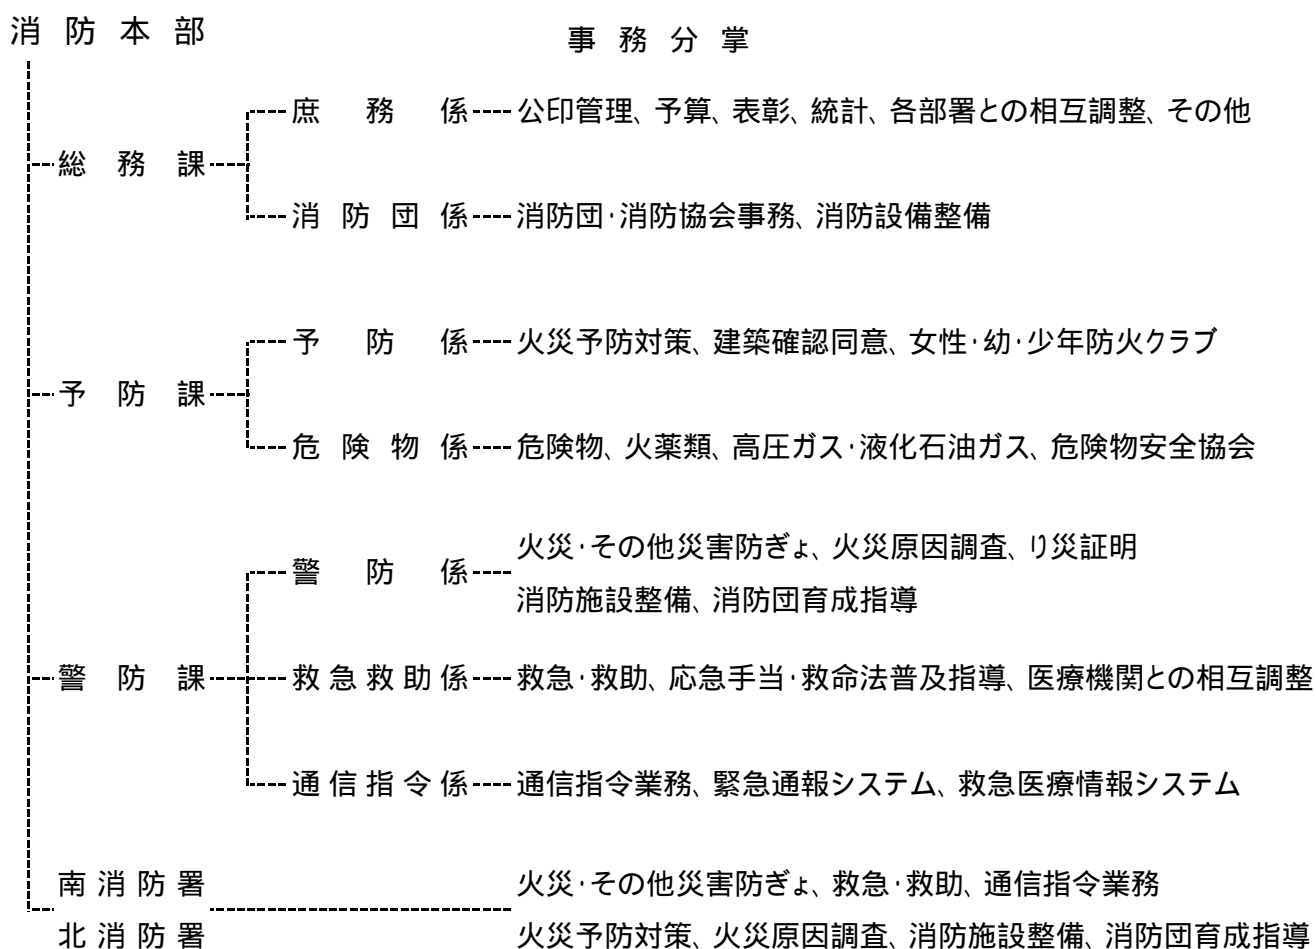 消防本部
事務分掌
庶務係 公印管理、予算、表彰、統計、各部署との相互調整、その他
総務課
消防団係 消防団・消防協会事務、消防設備整備
予防係 火災予防対策、建築確認同意、女性・幼・少年防火クラブ
予防課
危険物係 危険物、火薬類、高圧ガス・液化石油ガス、危険物安全協会
火災・その他災害防ぎょ、火災原因調査、り災証明
警防係
消防施設整備、消防団育成指導
警防課 救急救助係 救急・救助、応急手当・救命法普及指導、医療機関との相互調整
通信指令係 通信指令業務、緊急通報システム、救急医療情報システム
南消防署 火災・その他災害防ぎょ、救急・救助、通信指令業務
北消防署 火災予防対策、火災原因調査、消防施設整備、消防団育成指導